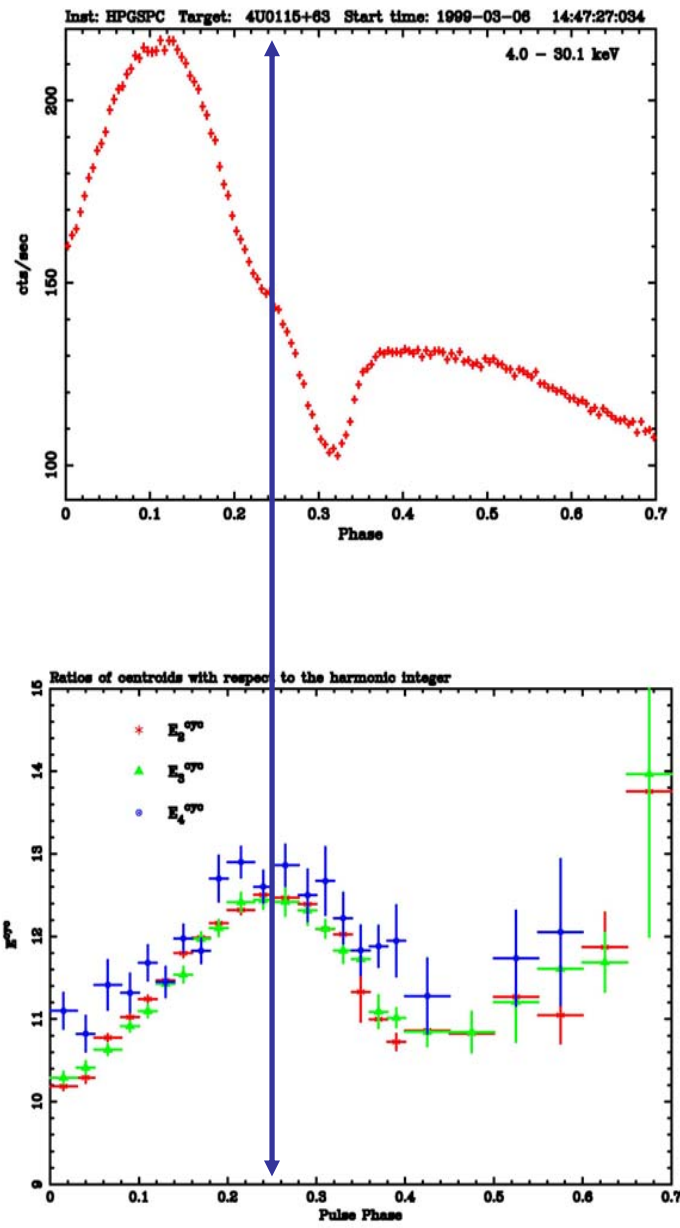 Inst: HPGSPC Target: 4U0115+63 Start time: 1999-03-06 14:47:27:034
4.0 – 30.1 keV
200
150
100
cts/sec
0 0.1 0.2 0.3 0.4 0.5 0.6 0.7
Phase
Ratios of centroids with respect to the harmonic integer
15
14
13
12
11
10
9
E₂cyc
E₃cyc
E₄cyc
Ecyc
0 0.1 0.2 0.3 0.4 0.5 0.6 0.7
Pulse Phase